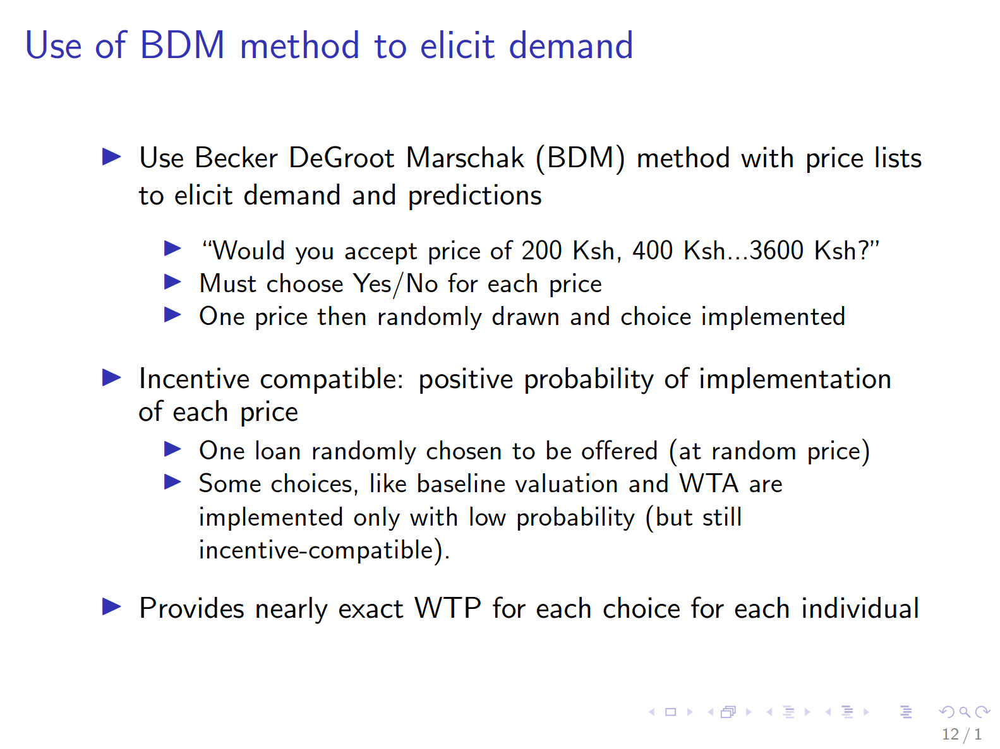 Use of BDM method to elicit demand
Use Becker DeGroot Marschak (BDM) method with price lists
to elicit demand and predictions
“Would you accept price of 200 Ksh, 400 Ksh...3600 Ksh?”
Must choose Yes/No for each price
One price then randomly drawn and choice implemented
Incentive compatible: positive probability of implementation
of each price
One loan randomly chosen to be offered (at random price)
Some choices, like baseline valuation and WTA are
implemented only with low probability (but still
incentive-compatible).
Provides nearly exact WTP for each choice for each individual
12 / 1